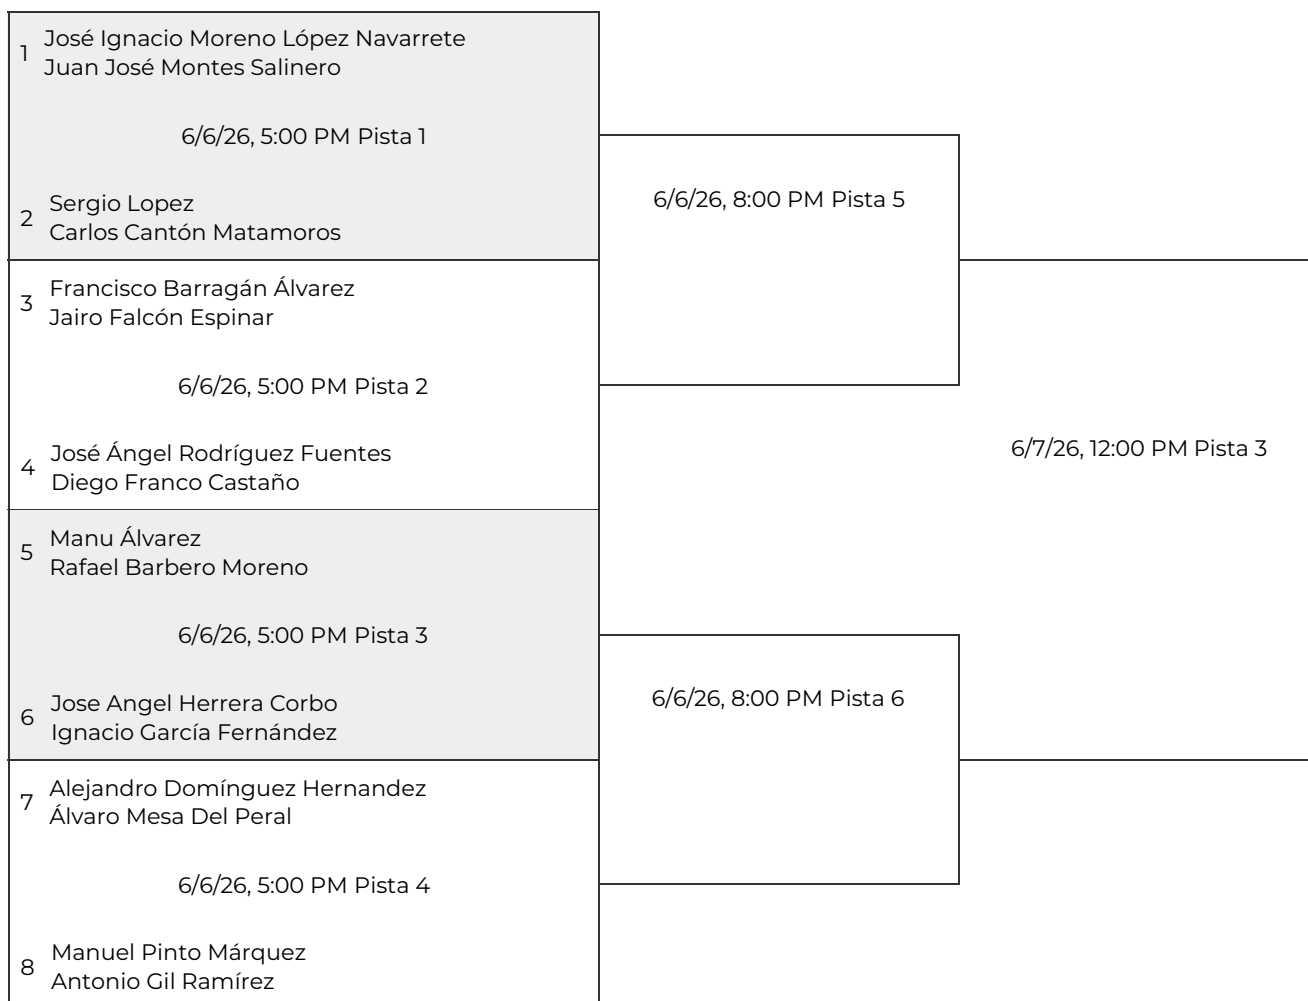 1
José Ignacio Moreno López Navarrete
Juan José Montes Salinero
6/6/26, 5:00 PM Pista 1
2
Sergio Lopez
Carlos Cantón Matamoros
3
Francisco Barragán Álvarez
Jairo Falcón Espinar
6/6/26, 5:00 PM Pista 2
4
José Ángel Rodríguez Fuentes
Diego Franco Castaño
5
Manu Álvarez
Rafael Barbero Moreno
6/6/26, 5:00 PM Pista 3
6
Jose Angel Herrera Corbo
Ignacio García Fernández
7
Alejandro Domínguez Hernandez
Álvaro Mesa Del Peral
6/6/26, 5:00 PM Pista 4
8
Manuel Pinto Márquez
Antonio Gil Ramírez
6/6/26, 8:00 PM Pista 5
6/6/26, 8:00 PM Pista 6
6/7/26, 12:00 PM Pista 3